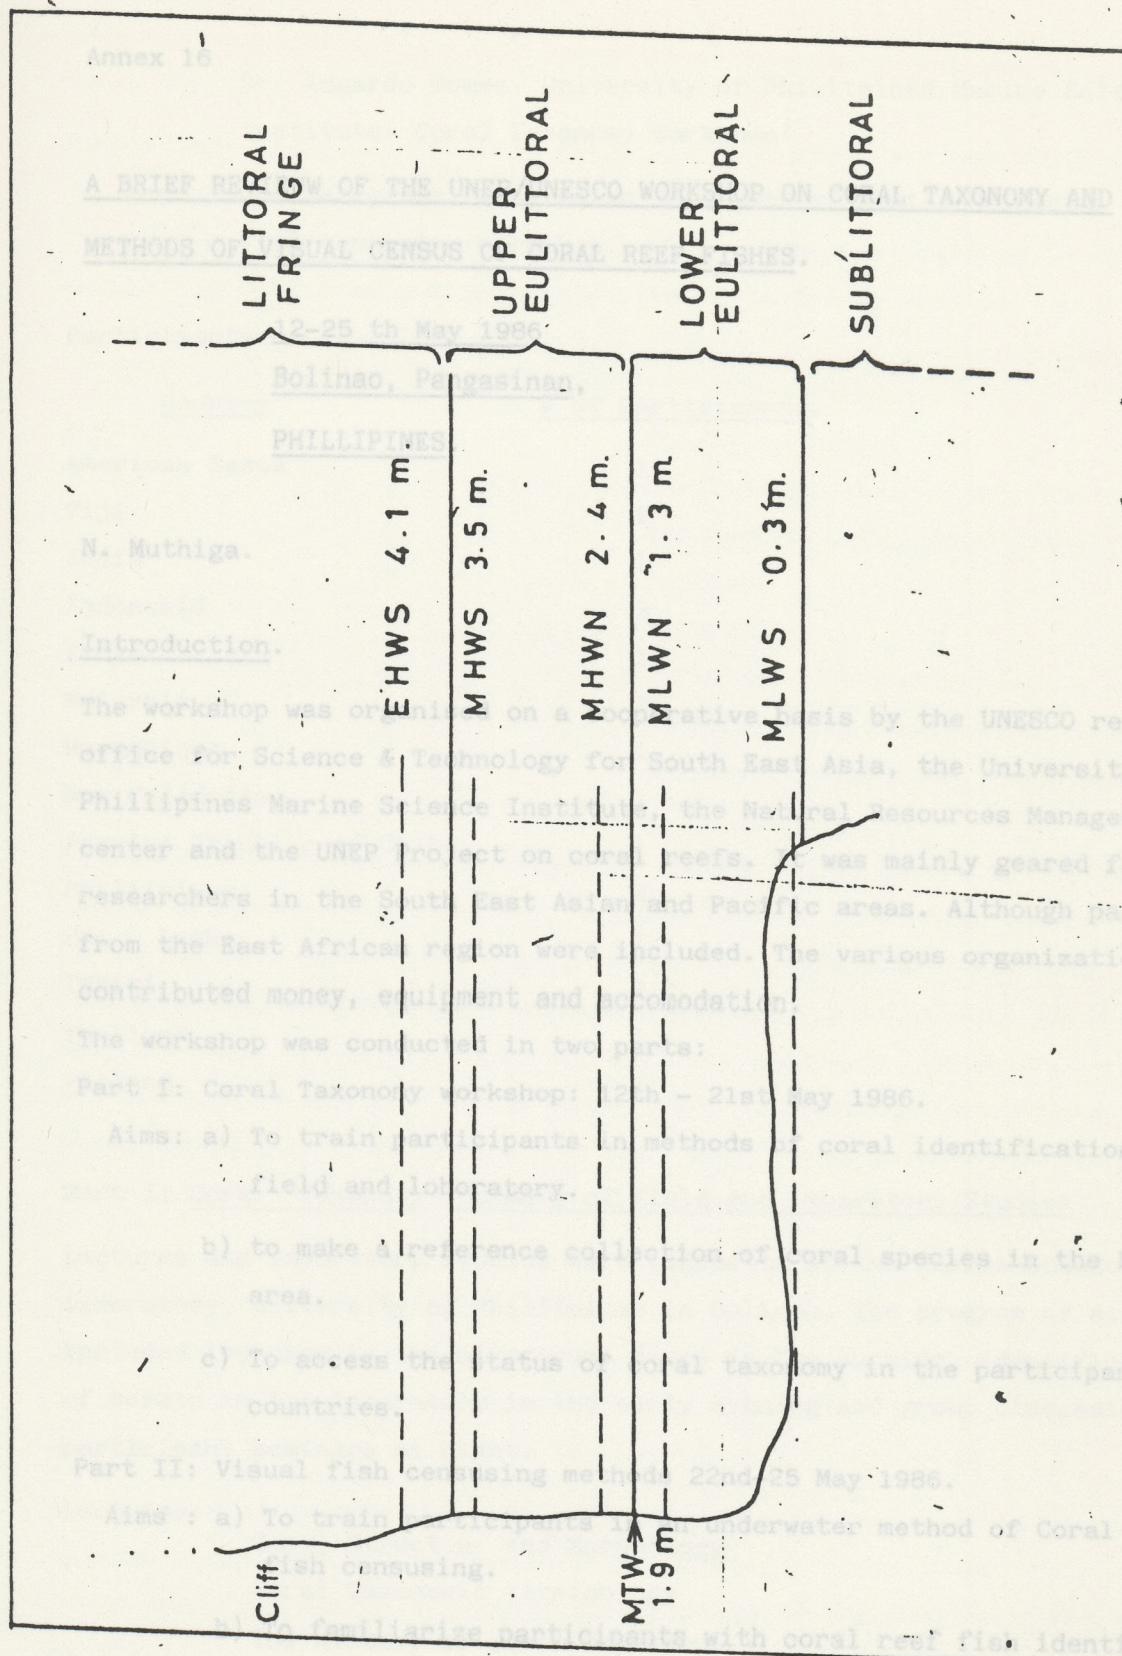 LITTORAL
FRINGE
UPPER
EULITTORAL
LOWER
EULITTORAL
SUBLITTORAL
EHWS 4.1 m.
MHWS 3.5 m.
MHWN 2.4 m.
MLWN 1.3 m
MLWS 0.3 m.
Cliff
MTW
1.9 m
Annex 16
A BRIEF REVIEW OF THE UNEP/UNESCO WORKSHOP ON CORAL TAXONOMY AND
METHODS OF VISUAL CENSUS OF CORAL REEF FISHES.
12-25 th May 1986
Bolinao, Pangasinan,
PHILLIPINES.
N. Muthiga.
Introduction.
The workshop was organised on a cooperative basis by the UNESCO re
office for Science & Technology for South East Asia, the Universit
Phillipines Marine Science Institute, the Natural Resources Manage
center and the UNEP Project on coral reefs. It was mainly geared f
researchers in the South East Asian and Pacific areas. Although pa
from the East African region were included. The various organizati
contributed money, equipment and accomodation.
The workshop was conducted in two parts:
Part I: Coral Taxonomy workshop: 12th - 21st May 1986.
Aims: a) To train participants in methods of coral identification
field and loboratory.
b) to make a reference collection of coral species in the
area.
c) To access the status of coral taxonomy in the participa
countries.
Part II: Visual fish censusing methods 22nd-25 May 1986.
Aims : a) To train participants in an underwater method of Coral
fish censusing.
b) To familiarize participants with coral reef fish identi